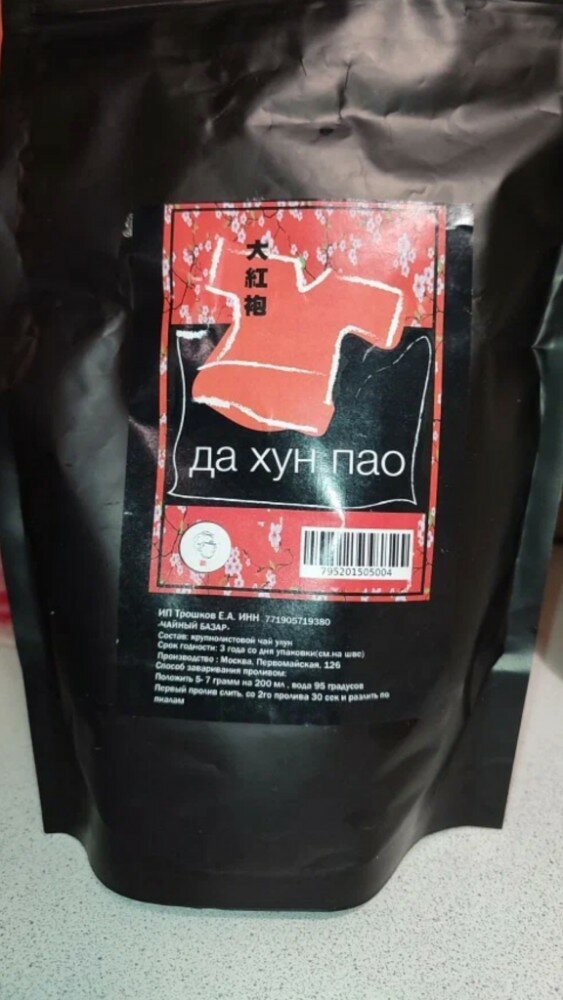 大
紅
袍
да хун пао
795201505004
ИП Трошков Е.А. ИНН 771905719380
-ЧАЙНЫЙ БАЗАР-
Состав: крупнолистовой чай улун
Срок годности: 3 года со дня упаковки(см.на шве)
Производство : Москва. Первомайская, 126
Способ заваривания проливом:
Положить 5- 7 грамм на 200 мл , вода 95 градусов
Первый пролив слить, со 2го пролива 30 сек и разлить по
пиалам